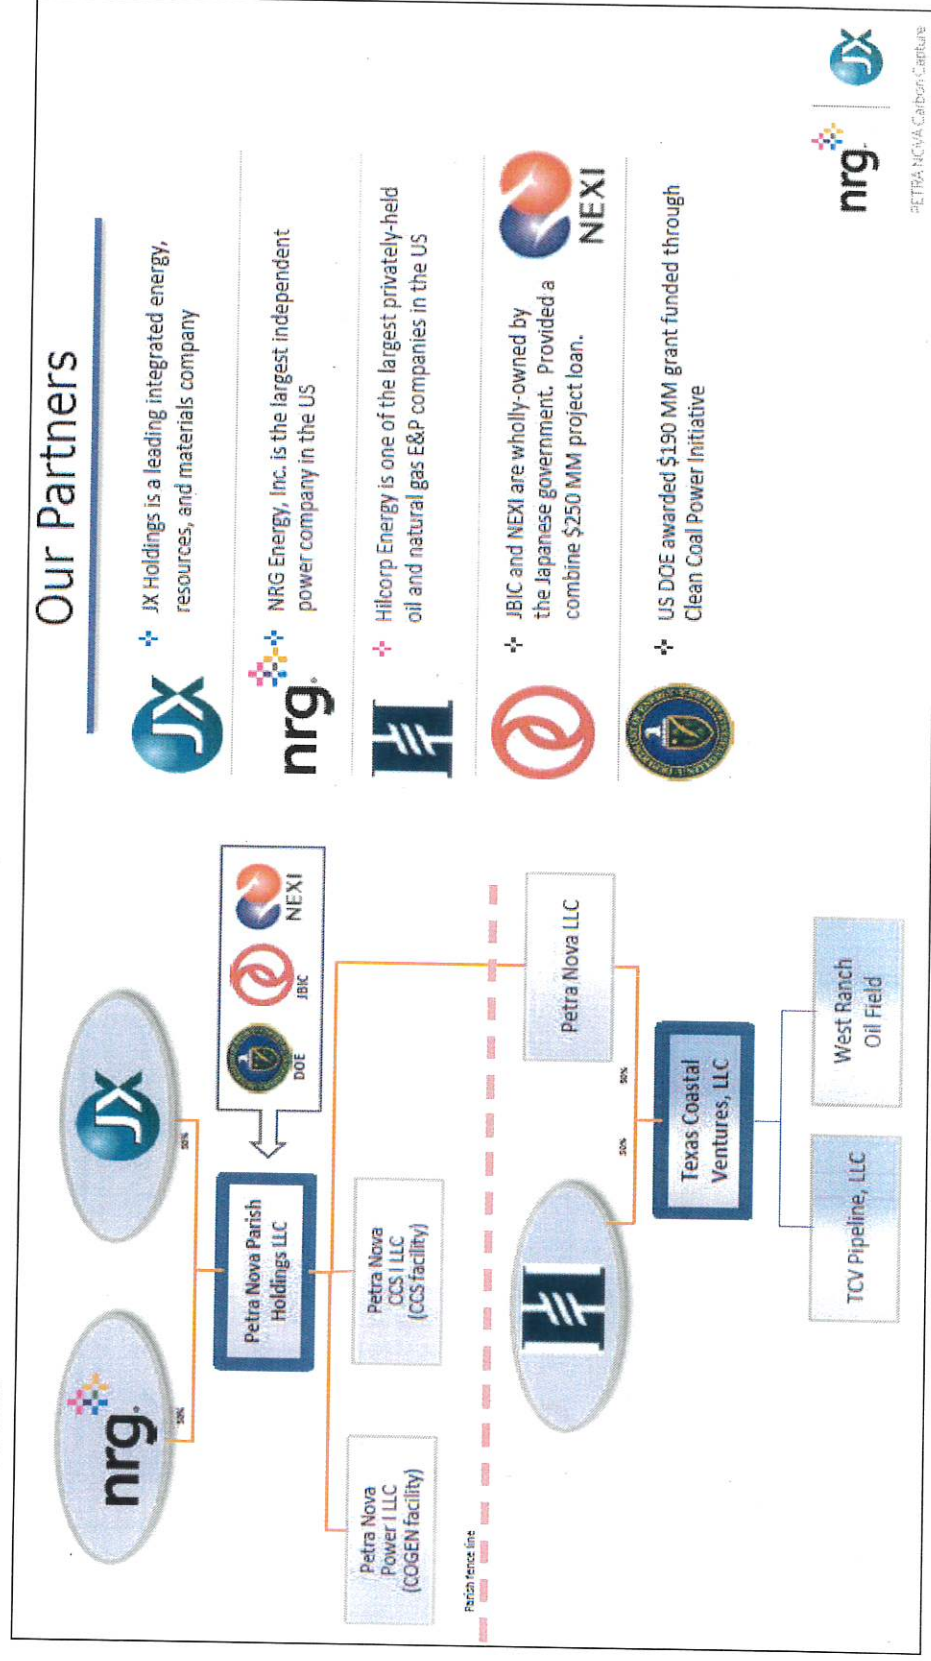 Our Partners
nrg
JX
50%
50%
Petra Nova Parish
Holdings LLC
DOE
JBIC
NEXI
Petra Nova
Power I LLC
(COGEN facility)
Petra Nova
CCS I LLC
(CCS facility)
Parish fence line
Petra Nova LLC
50%
50%
Texas Coastal
Ventures, LLC
TCV Pipeline, LLC
West Ranch
Oil Field
JX
JX Holdings is a leading integrated energy,
resources, and materials company
nrg
NRG Energy, Inc. is the largest independent
power company in the US
Hilcorp Energy is one of the largest privately-held
oil and natural gas E&P companies in the US
JBIC and NEXI are wholly-owned by
the Japanese government. Provided a
combine $250 MM project loan.
NEXI
US DOE awarded $190 MM grant funded through
Clean Coal Power Initiative
nrg
JX
PETRA NOVA Carbon Capture